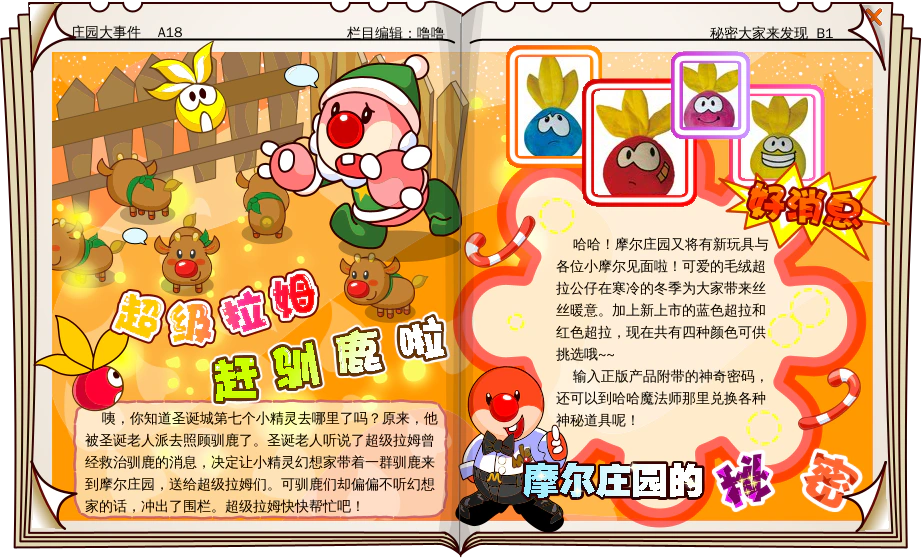 庄园大事件 A18
栏目编辑：噜噜
超级拉姆
赶驯鹿啦
咦，你知道圣诞城第七个小精灵去哪里了吗？原来，他
被圣诞老人派去照顾驯鹿了。圣诞老人听说了超级拉姆曾
经救治驯鹿的消息，决定让小精灵幻想家带着一群驯鹿来
到摩尔庄园，送给超级拉姆们。可驯鹿们却偏偏不听幻想
家的话，冲出了围栏。超级拉姆快快帮忙吧！
秘密大家来发现 B1
好消息
哈哈！摩尔庄园又将有新玩具与
各位小摩尔见面啦！可爱的毛绒超
拉公仔在寒冷的冬季为大家带来丝
丝暖意。加上新上市的蓝色超拉和
红色超拉，现在共有四种颜色可供
挑选哦~~
输入正版产品附带的神奇密码，
还可以到哈哈魔法师那里兑换各种
神秘道具呢！
摩尔庄园的秘密